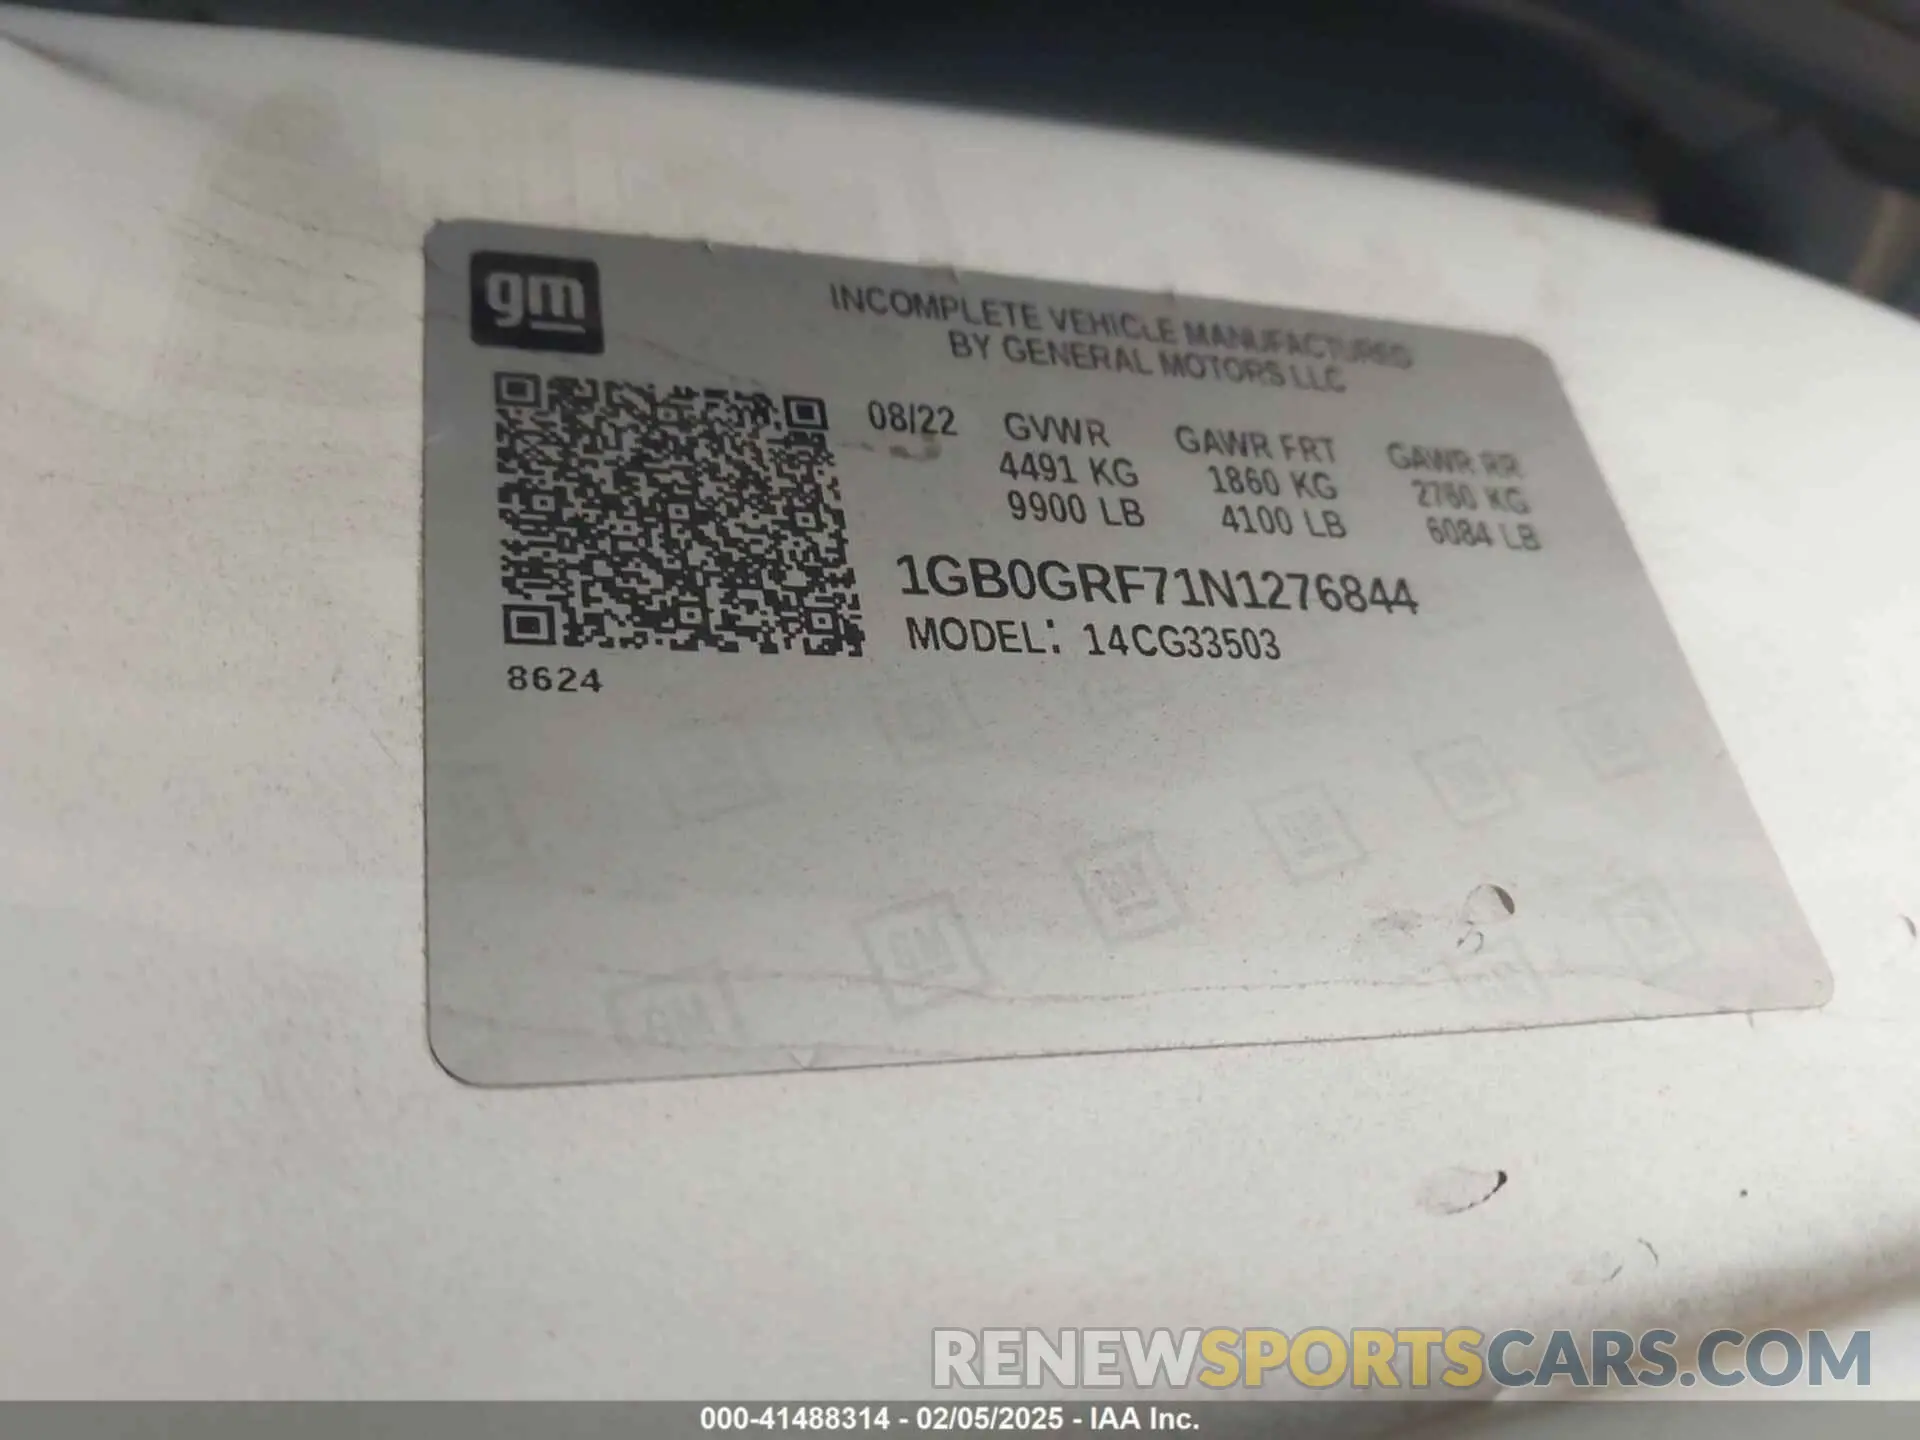 gm
INCOMPLETE VEHICLE MANUFACTURED
BY GENERAL MOTORS LLC
08/22 GVWR GAWR FRT GAWR RR
4491 KG 1860 KG 2760 KG
9900 LB 4100 LB 6084 LB
1GB0GRF71N1276844
MODEL: 14CG33503
8624
GM
GM
RENEWSPORTSCARS.COM
000-41488314 - 02/05/2025 - IAA Inc.